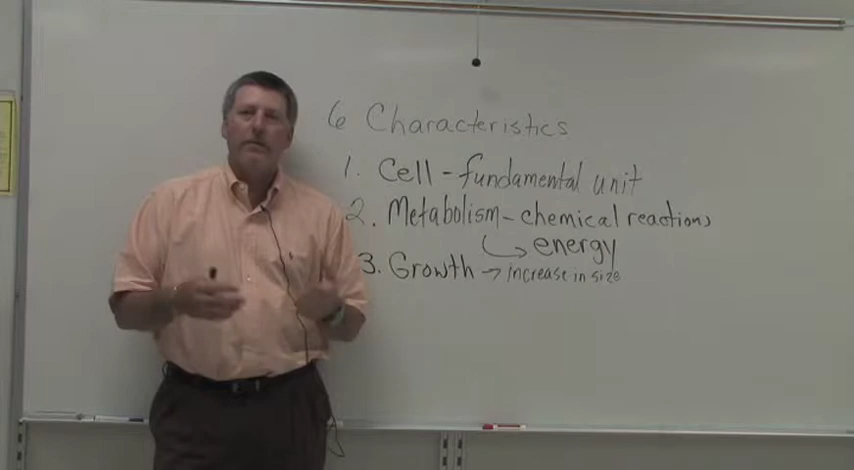 6 Characteristics
1. Cell - fundamental unit
2. Metabolism - chemical reactions
energy
3. Growth → increase in size